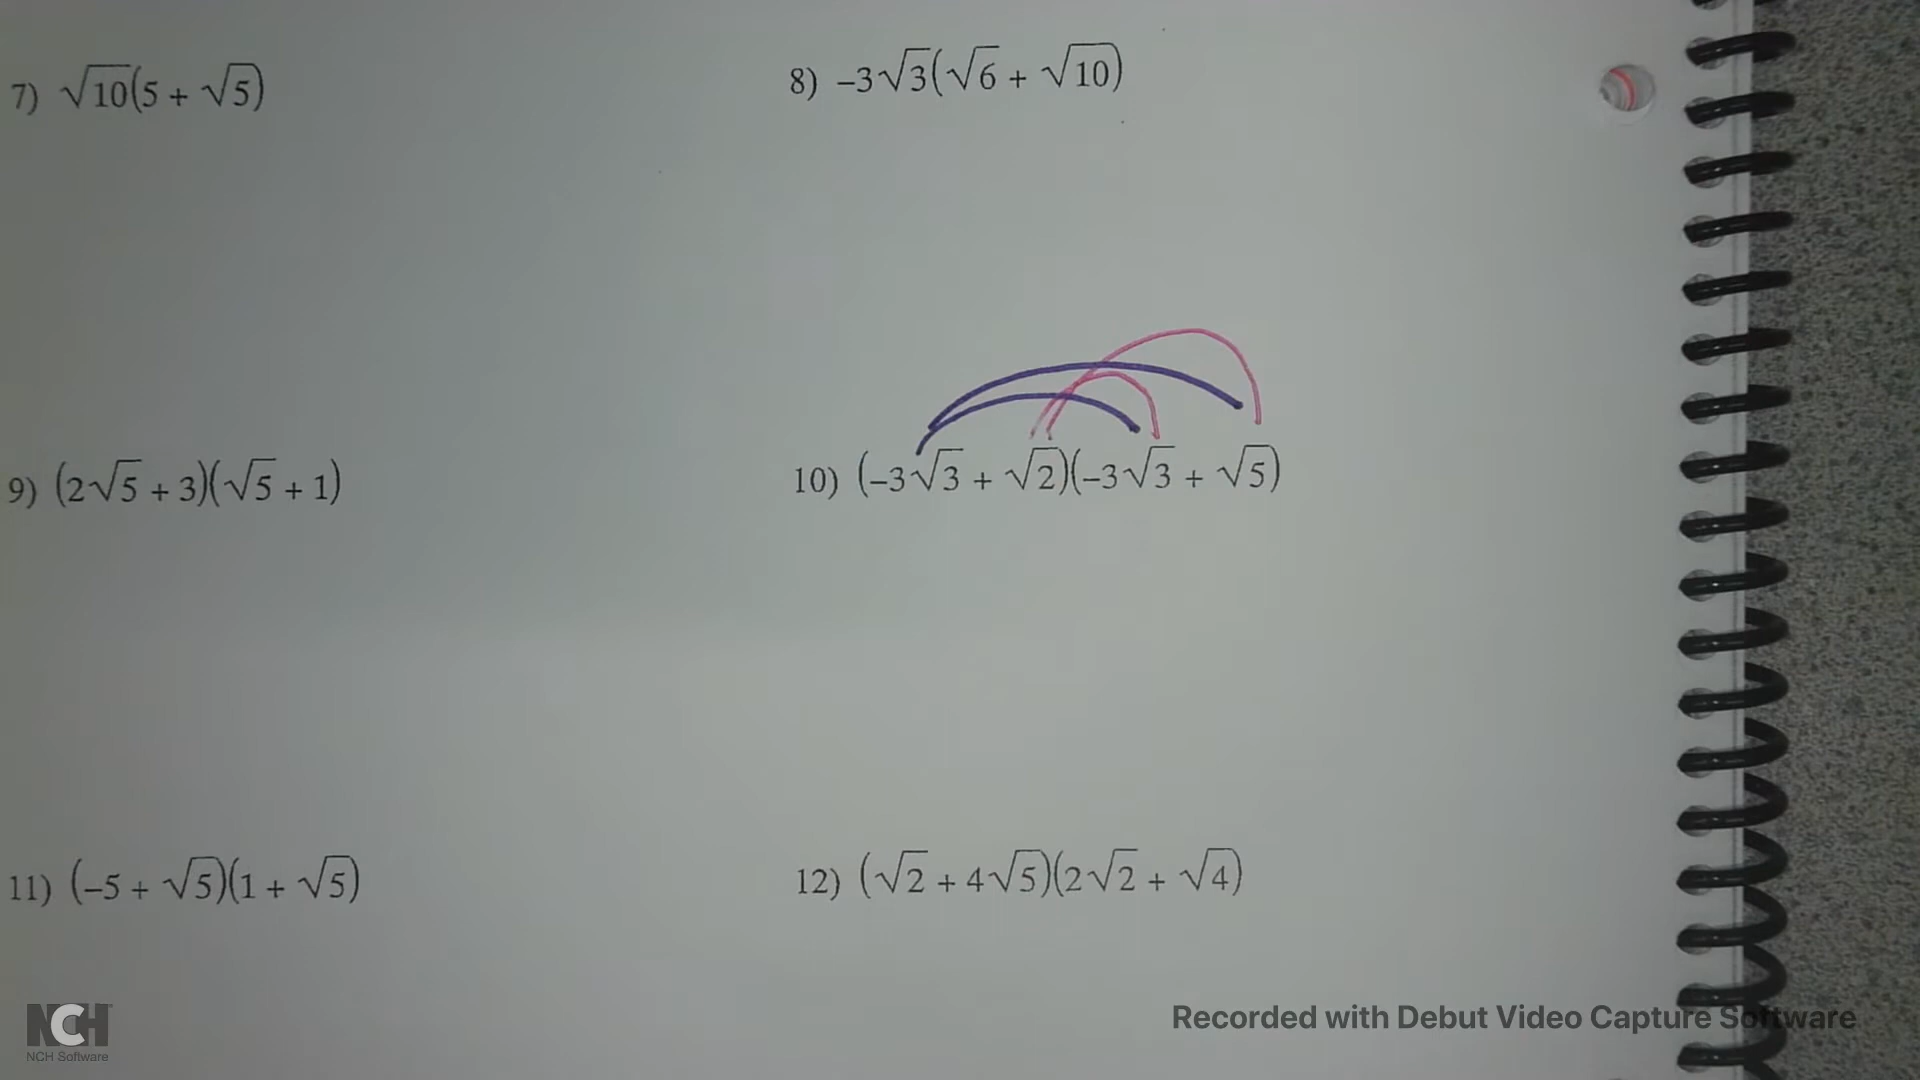 7) √10(5 + √5)
8) –3√3(√6 + √10)
9) (2√5 + 3)(√5 + 1)
10) (–3√3 + √2)(–3√3 + √5)
11) (–5 + √5)(1 + √5)
12) (√2 + 4√5)(2√2 + √4)
NCH
NCH Software
Recorded with Debut Video Capture Software